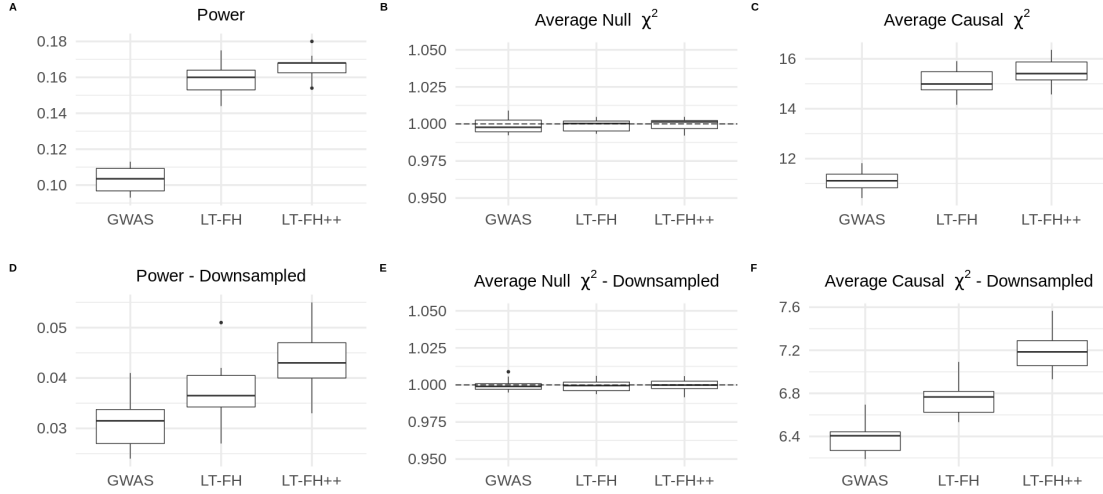 A
Power
0.18
0.16
0.14
0.12
0.10
GWAS
LT-FH
LT-FH++
B
Average Null χ²
1.050
1.025
1.000
0.975
0.950
GWAS
LT-FH
LT-FH++
C
Average Causal χ²
16
14
12
GWAS
LT-FH
LT-FH++
D
Power - Downsampled
0.05
0.04
0.03
GWAS
LT-FH
LT-FH++
E
Average Null χ² - Downsampled
1.050
1.025
1.000
0.975
0.950
GWAS
LT-FH
LT-FH++
F
Average Causal χ² - Downsampled
7.6
7.2
6.8
6.4
GWAS
LT-FH
LT-FH++